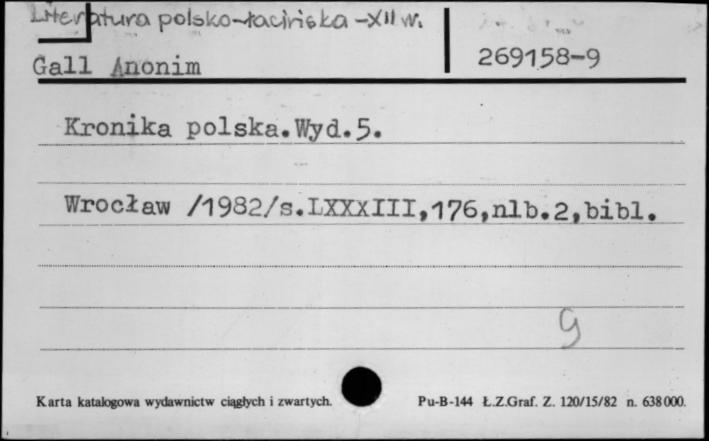 Literatura polsko-łacińska-XII w.
Gall Anonim
269158-9
Kronika polska.Wyd.5.
Wrocław /1982/s.LXXXIII,176,nlb.2,bibl.
g
Karta katalogowa wydawnictw ciągłych i zwartych.
Pu-B-144 Ł.Z.Graf. Z. 120/15/82 n. 638000.